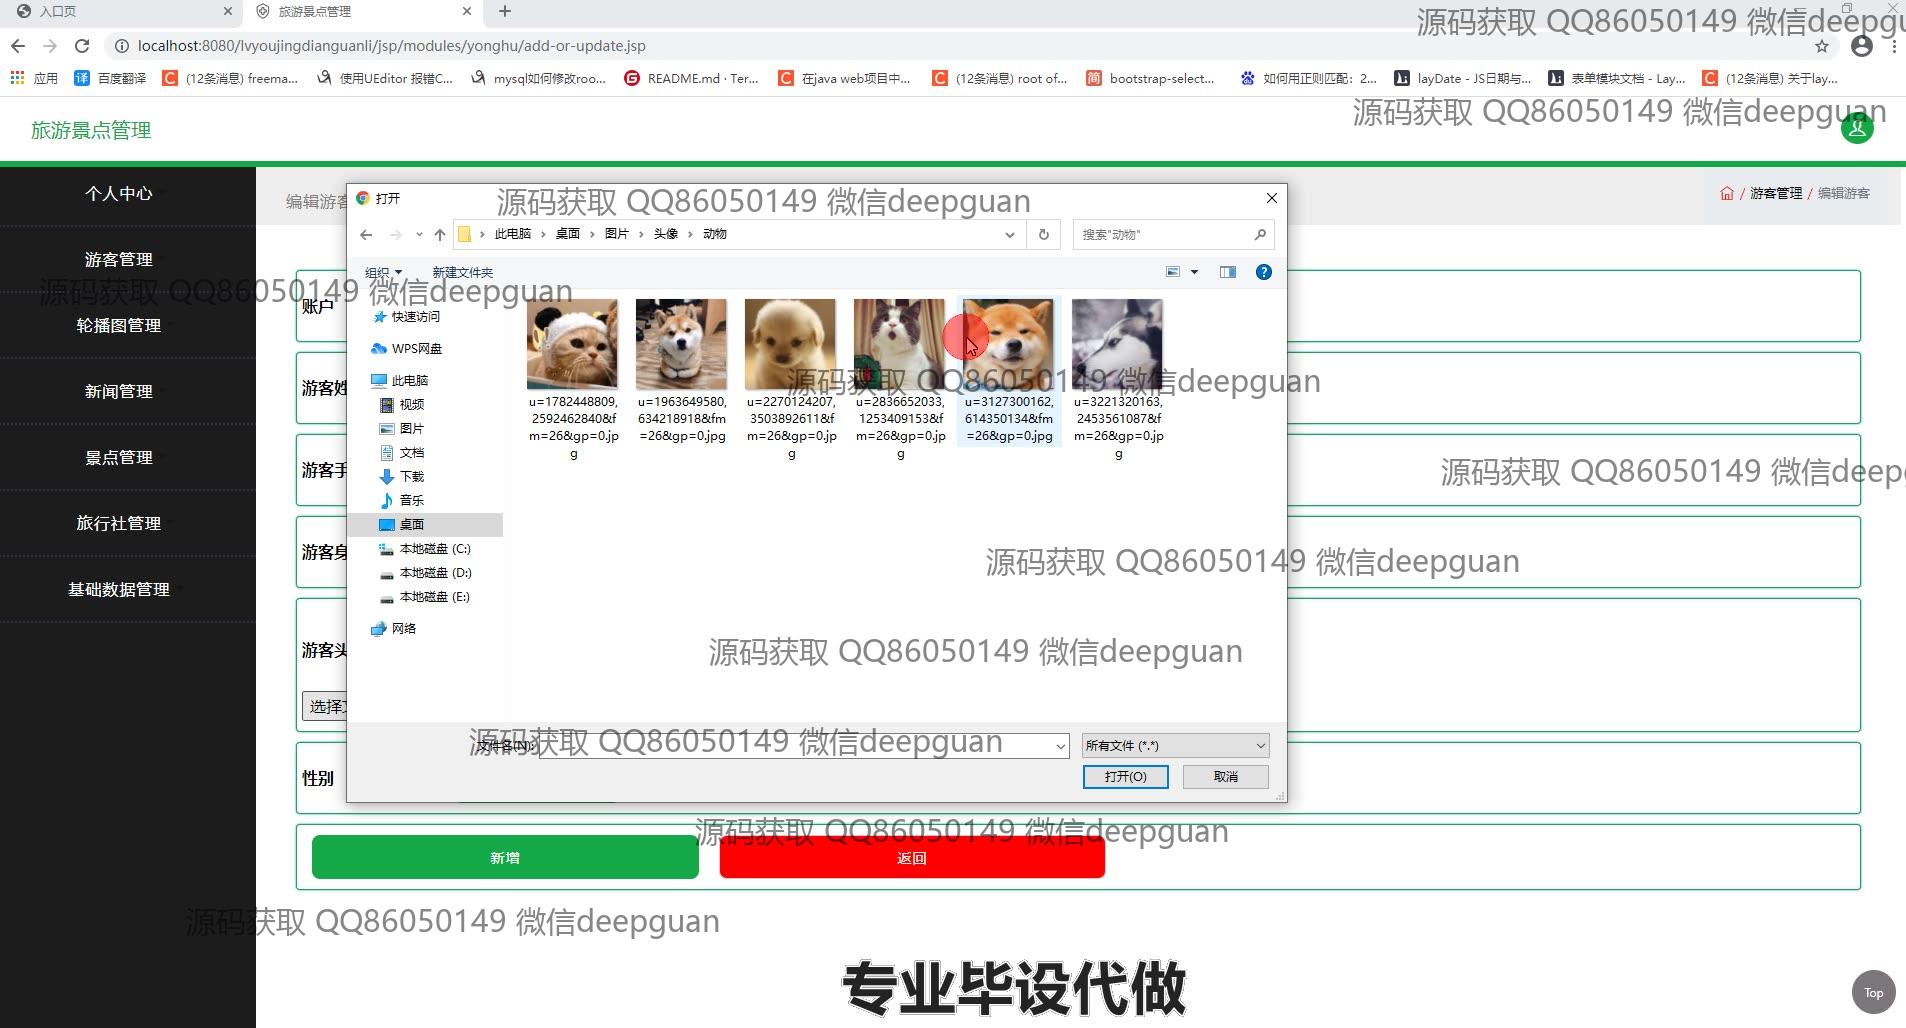 入口页
旅游景点管理
源码获取 QQ86050149 微信deepgu
localhost:8080/lvyoujingdianguanli/jsp/modules/yonghu/add-or-update.jsp
应用 百度翻译 (12条消息) freema... 使用UEditor 报错C... mysql如何修改roo... README.md · Ter... 在java web项目中... (12条消息) root of... bootstrap-select... 如何用正则匹配：2... layDate - JS日期与... 表单模块文档 - Lay... (12条消息) 关于lay...
源码获取 QQ86050149 微信deepguan
旅游景点管理
个人中心
游客管理
轮播图管理
新闻管理
景点管理
旅行社管理
基础数据管理
编辑游客
/ 游客管理 / 编辑游客
打开
源码获取 QQ86050149 微信deepguan
此电脑 桌面 图片 头像 动物
搜索"动物"
组织 新建文件夹
源码获取 QQ86050149 微信deepguan
账户
游客姓
游客手
游客身
游客头
选择文
性别
快速访问
WPS网盘
此电脑
视频
图片
文档
下载
音乐
桌面
本地磁盘 (C:)
本地磁盘 (D:)
本地磁盘 (E:)
网络
源码获取 QQ86050149 微信deepguan
u=1782448809,
2592462840&f
m=26&gp=0.jp
g
u=1963649580,
634218918&fm
=26&gp=0.jpg
u=2270124207,
3503892611&f
m=26&gp=0.jp
g
u=2836652033,
1253409153&f
m=26&gp=0.jp
g
u=3127300162,
614350134&fm
=26&gp=0.jpg
u=3221320163,
2453561087&f
m=26&gp=0.jp
g
源码获取 QQ86050149 微信deep
源码获取 QQ86050149 微信deepguan
源码获取 QQ86050149 微信deepguan
文件名(N):
源码获取 QQ86050149 微信deepguan
所有文件 (*.*)
打开(O)
取消
源码获取 QQ86050149 微信deepguan
新增
返回
源码获取 QQ86050149 微信deepguan
专业毕设代做
Top